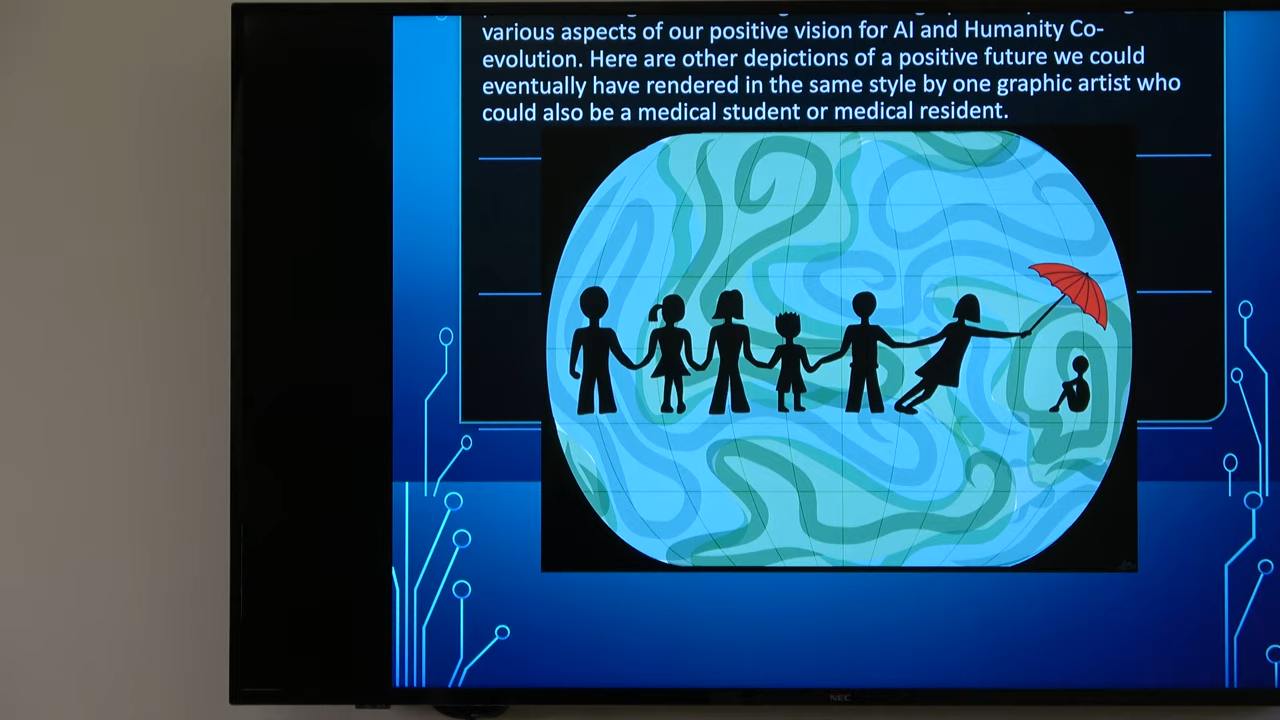 various aspects of our positive vision for AI and Humanity Co-
evolution. Here are other depictions of a positive future we could
eventually have rendered in the same style by one graphic artist who
could also be a medical student or medical resident.
NEC